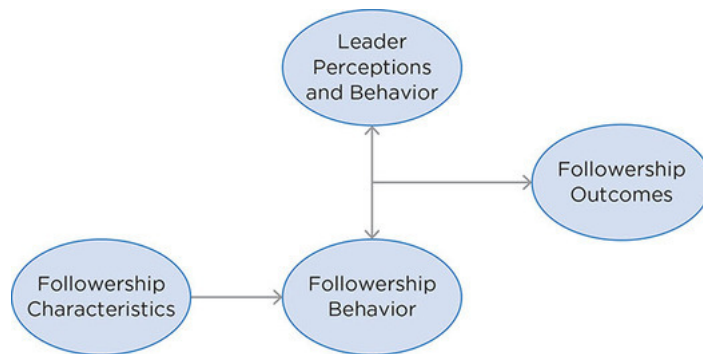 Leader
Perceptions
and Behavior
Followership
Outcomes
Followership
Characteristics
Followership
Behavior